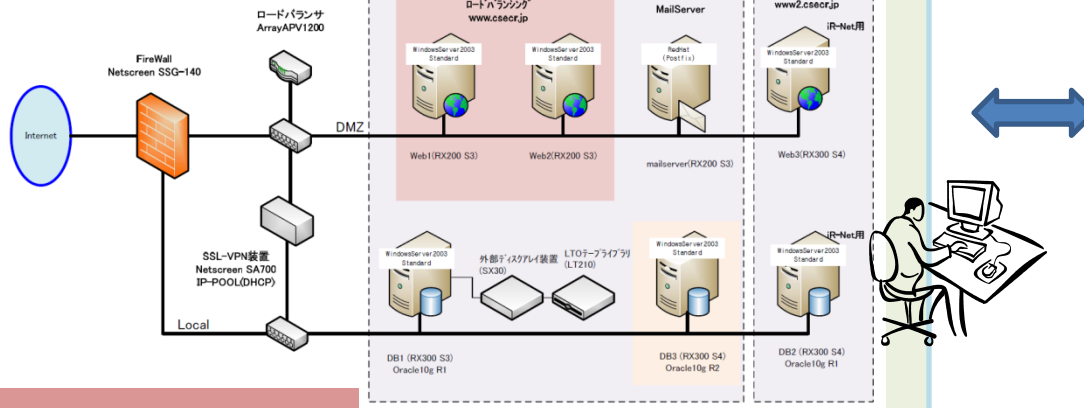 ロードバランサ
ArrayAPV1200
FireWall
Netscreen SSG-140
Internet
DMZ
SSL-VPN装置
Netscreen SA700
IP-POOL(DHCP)
Local
ロードバランシング
www.csecr.jp
MailServer
www2.csecr.jp
iR-Net用
WindowsServer2003
Standard
WindowsServer2003
Standard
RedHat
(Postfix)
WindowsServer2003
Standard
Web1(RX200 S3)
Web2(RX200 S3)
mailserver(RX200 S3)
Web3(RX300 S4)
iR-Net用
WindowsServer2003
Standard
外部ディスクアレイ装置
(SX30)
LTOテープライブラリ
(LT210)
WindowsServer2003
Standard
WindowsServer2003
Standard
DB1 (RX300 S3)
Oracle10g R1
DB3 (RX300 S4)
Oracle10g R2
DB2 (RX300 S4)
Oracle10g R1